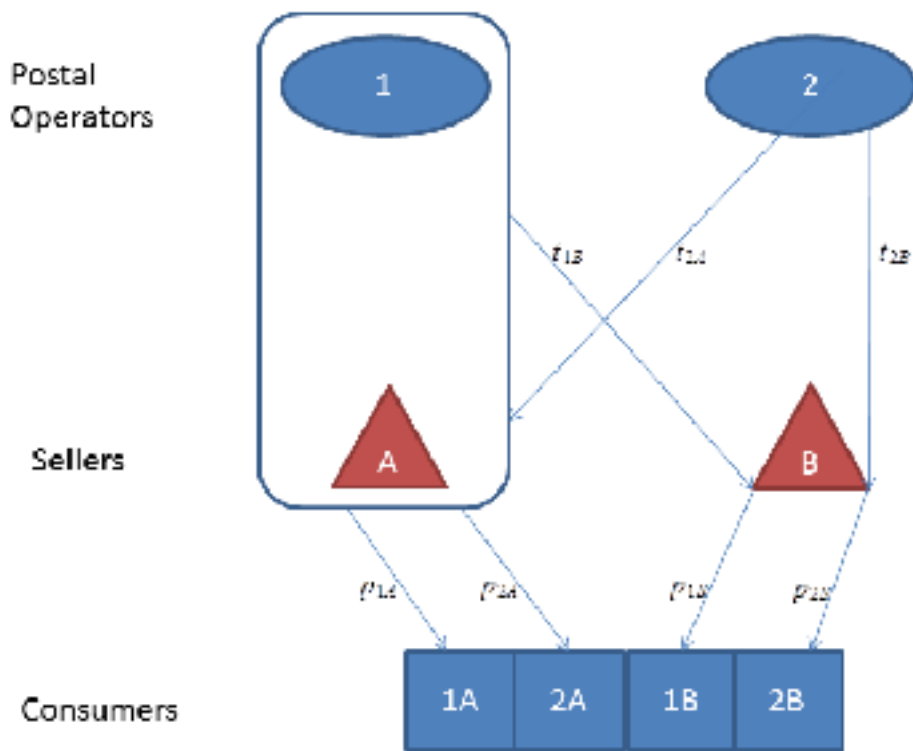 Postal
Operators
1
2
t1B
t2A
t2B
Sellers
A
B
p1A
p2A
p1B
p2B
Consumers
1A
2A
1B
2B